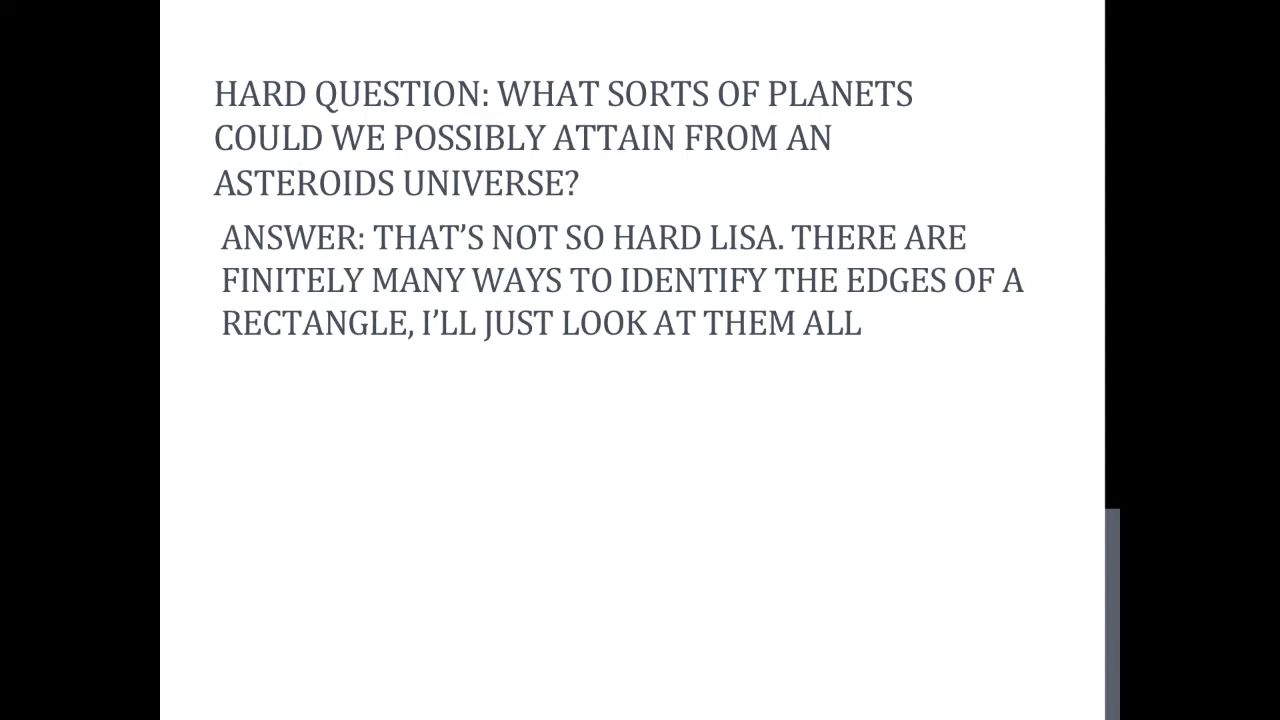 HARD QUESTION: WHAT SORTS OF PLANETS
COULD WE POSSIBLY ATTAIN FROM AN
ASTEROIDS UNIVERSE?
ANSWER: THAT’S NOT SO HARD LISA. THERE ARE
FINITELY MANY WAYS TO IDENTIFY THE EDGES OF A
RECTANGLE, I’LL JUST LOOK AT THEM ALL